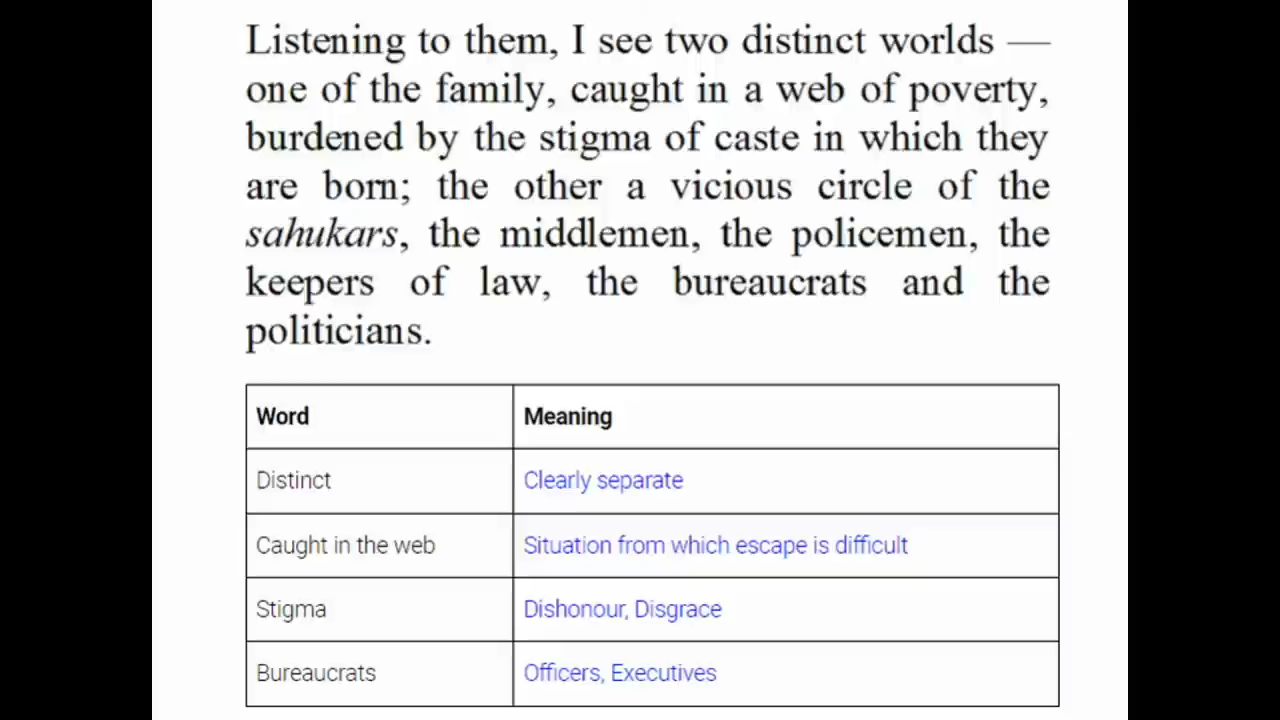 Listening to them, I see two distinct worlds —
one of the family, caught in a web of poverty,
burdened by the stigma of caste in which they
are born; the other a vicious circle of the
sahukars, the middlemen, the policemen, the
keepers of law, the bureaucrats and the
politicians.
Word Meaning
Distinct Clearly separate
Caught in the web Situation from which escape is difficult
Stigma Dishonour, Disgrace
Bureaucrats Officers, Executives